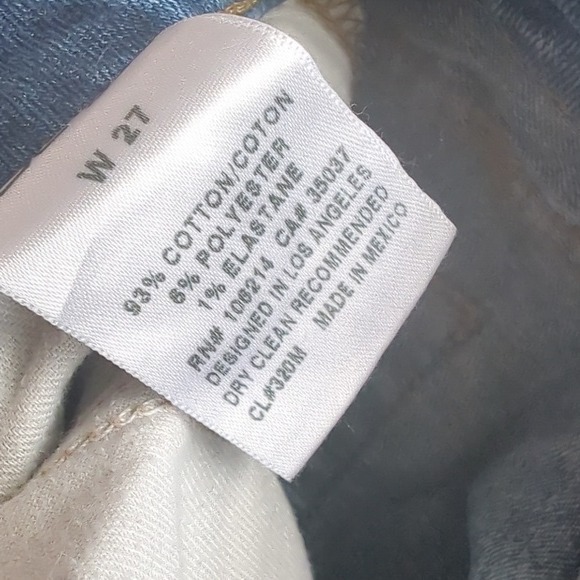 W 27
93% COTTON/COTON
6% POLYESTER
1% ELASTANE
RN# 106214 CA# 35037
DESIGNED IN LOS ANGELES
DRY CLEAN RECOMMENDED
CL#320M MADE IN MEXICO